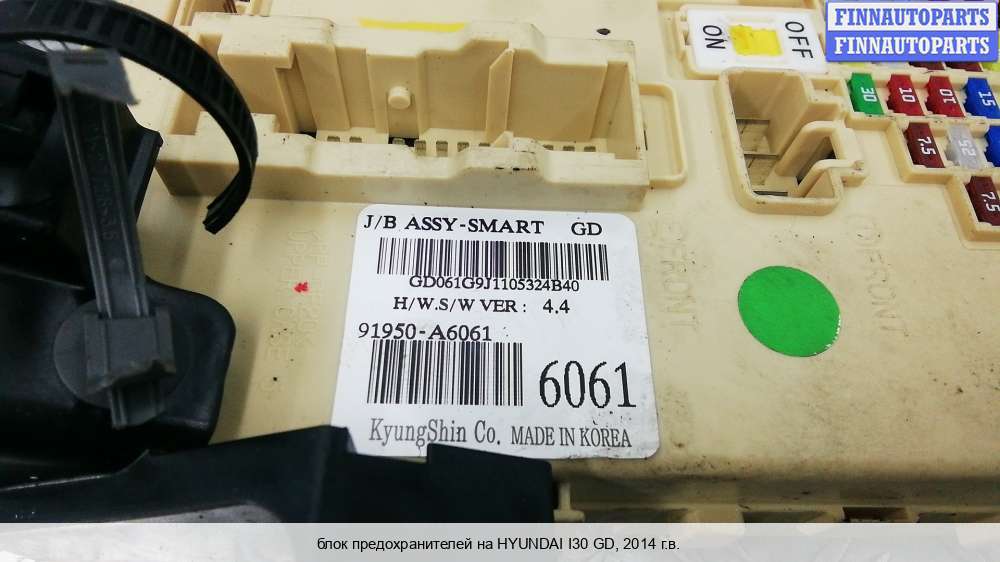 FINNAUTOPARTS
FINNAUTOPARTS
ON
OFF
30
10
10
15
7.5
25
7.5
J/B ASSY-SMART GD
GD061G9J1105324B40
H/W.S/W VER : 4.4
91950-A6061
6061
KyungShin Co. MADE IN KOREA
FRONT
блок предохранителей на HYUNDAI I30 GD, 2014 г.в.